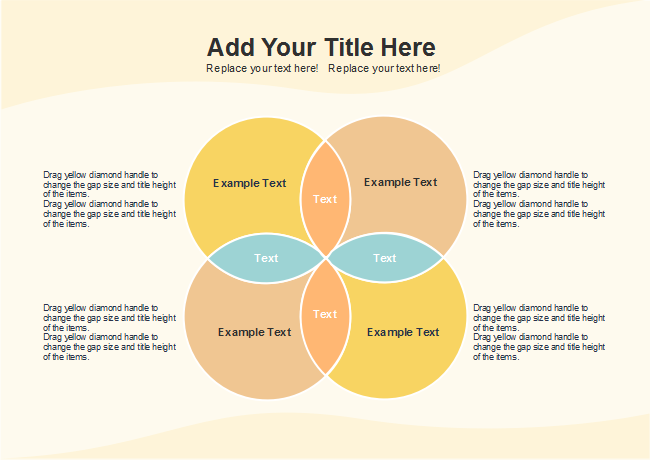 Add Your Title Here
Replace your text here!   Replace your text here!
Drag yellow diamond handle to
change the gap size and title height
of the items.
Drag yellow diamond handle to
change the gap size and title height
of the items.
Example Text
Text
Example Text
Drag yellow diamond handle to
change the gap size and title height
of the items.
Drag yellow diamond handle to
change the gap size and title height
of the items.
Text
Text
Drag yellow diamond handle to
change the gap size and title height
of the items.
Drag yellow diamond handle to
change the gap size and title height
of the items.
Example Text
Text
Example Text
Drag yellow diamond handle to
change the gap size and title height
of the items.
Drag yellow diamond handle to
change the gap size and title height
of the items.